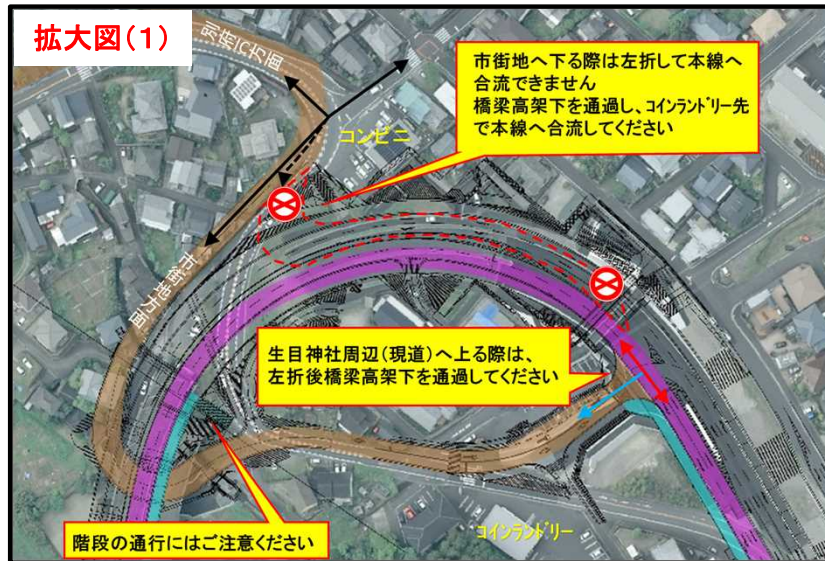 拡大図(1)
別府穴方面
市街地へ下る際は左折して本線へ
合流できません
橋梁高架下を通過し、コインランドリー先
で本線へ合流してください
コンビニ
市街地方面
生目神社周辺(現道)へ上る際は、
左折後橋梁高架下を通過してください
階段の通行にはご注意ください
コインランドリー